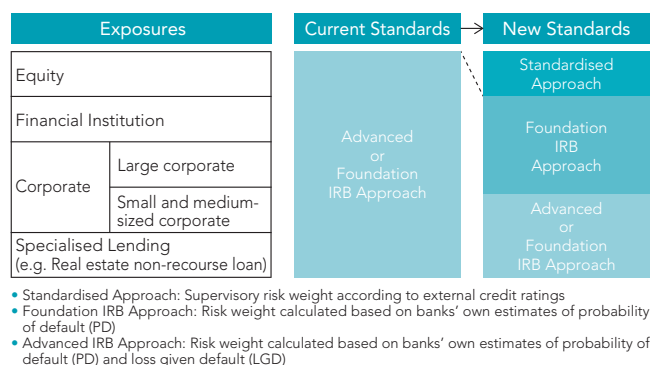 Exposures
Current Standards
New Standards
Equity
Financial Institution
Corporate
Large corporate
Small and medium-
sized corporate
Specialised Lending
(e.g. Real estate non-recourse loan)
Advanced
or
Foundation
IRB Approach
Standardised
Approach
Foundation
IRB
Approach
Advanced
or
Foundation
IRB Approach
• Standardised Approach: Supervisory risk weight according to external credit ratings
• Foundation IRB Approach: Risk weight calculated based on banks’ own estimates of probability
of default (PD)
• Advanced IRB Approach: Risk weight calculated based on banks’ own estimates of probability of
default (PD) and loss given default (LGD)